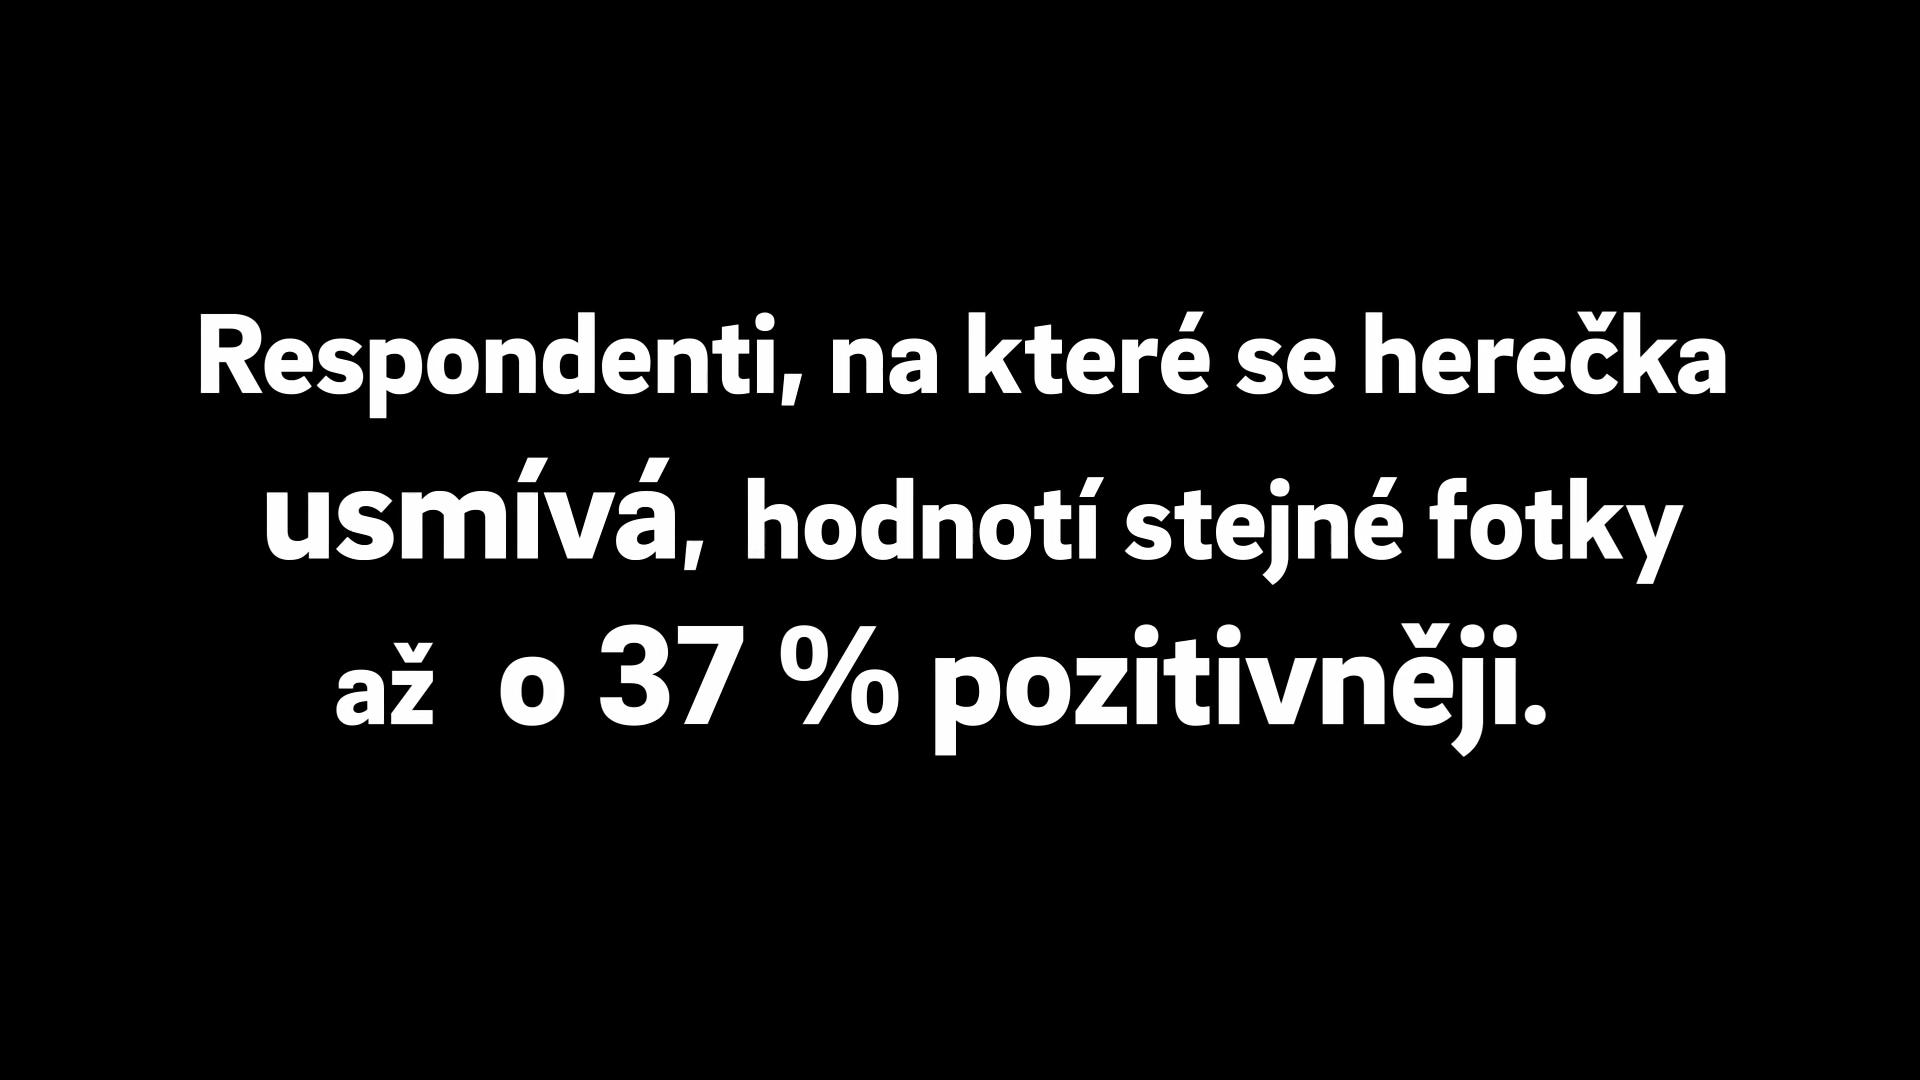 Respondenti, na které se herečka
usmívá, hodnotí stejné fotky
až o 37 % pozitivněji.